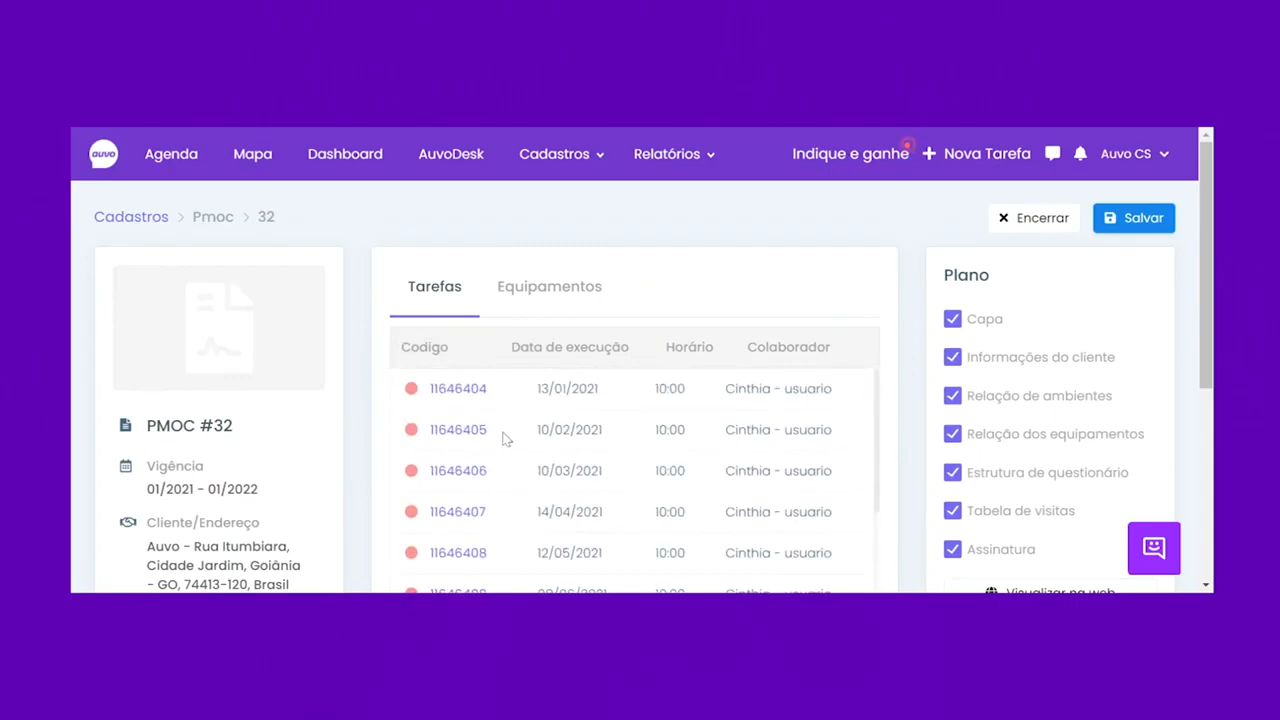 auvo Agenda Mapa Dashboard AuvoDesk Cadastros Relatórios Indique e ganhe + Nova Tarefa Auvo CS
Cadastros > Pmoc > 32
Encerrar Salvar
PMOC #32
Vigência
01/2021 - 01/2022
Cliente/Endereço
Auvo - Rua Itumbiara,
Cidade Jardim, Goiânia
- GO, 74413-120, Brasil
Tarefas Equipamentos
Codigo Data de execução Horário Colaborador
11646404 13/01/2021 10:00 Cinthia - usuario
11646405 10/02/2021 10:00 Cinthia - usuario
11646406 10/03/2021 10:00 Cinthia - usuario
11646407 14/04/2021 10:00 Cinthia - usuario
11646408 12/05/2021 10:00 Cinthia - usuario
Plano
Capa
Informações do cliente
Relação de ambientes
Relação dos equipamentos
Estrutura de questionário
Tabela de visitas
Assinatura
Visualizar na web